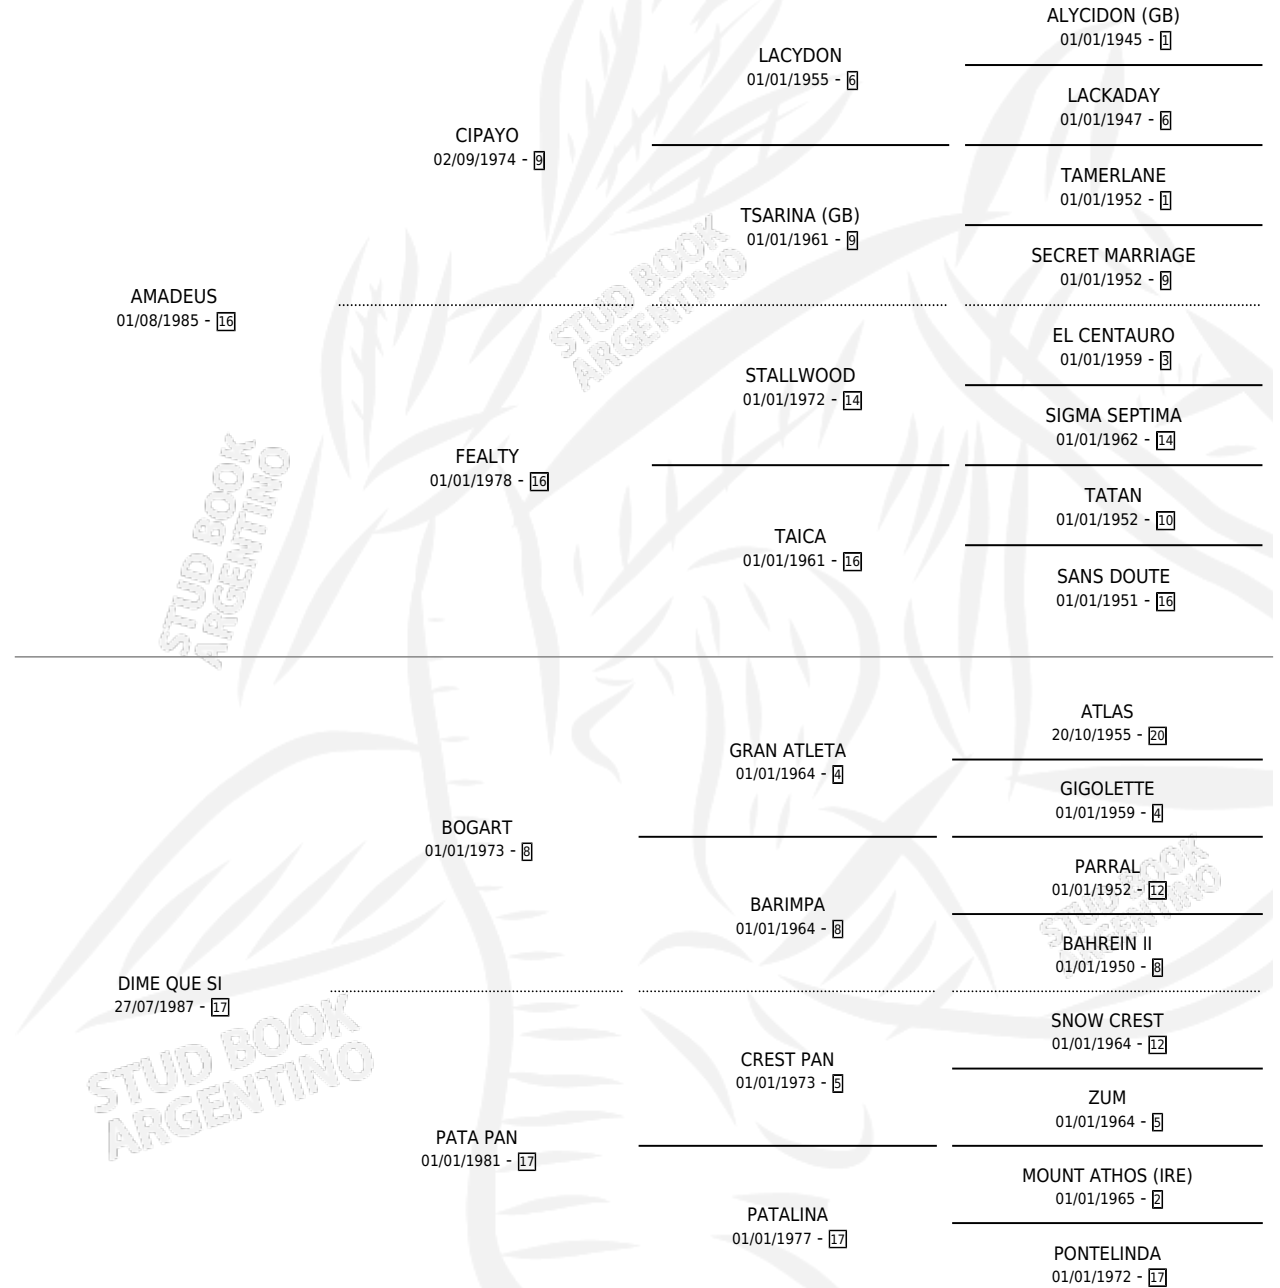 ALYCIDON (GB)
01/01/1945 - 1
LACYDON
01/01/1955 - 6
LACKADAY
01/01/1947 - 6
CIPAYO
02/09/1974 - 9
TAMERLANE
01/01/1952 - 1
TSARINA (GB)
01/01/1961 - 9
SECRET MARRIAGE
01/01/1952 - 9
AMADEUS
01/08/1985 - 16
EL CENTAURO
01/01/1959 - 3
STALLWOOD
01/01/1972 - 14
SIGMA SEPTIMA
01/01/1962 - 14
FEALTY
01/01/1978 - 16
TATAN
01/01/1952 - 10
TAICA
01/01/1961 - 16
SANS DOUTE
01/01/1951 - 16
STUD BOOK
ARGENTINO
STUD BOOK
ARGENTINO
ATLAS
20/10/1955 - 20
GRAN ATLETA
01/01/1964 - 4
GIGOLETTE
01/01/1959 - 4
BOGART
01/01/1973 - 8
PARRAL
01/01/1952 - 12
BARIMPA
01/01/1964 - 8
BAHREIN II
01/01/1950 - 8
DIME QUE SI
27/07/1987 - 17
SNOW CREST
01/01/1964 - 12
CREST PAN
01/01/1973 - 5
ZUM
01/01/1964 - 5
PATA PAN
01/01/1981 - 17
MOUNT ATHOS (IRE)
01/01/1965 - 2
PATALINA
01/01/1977 - 17
PONTELINDA
01/01/1972 - 17
STUD BOOK
ARGENTINO
STUD BOOK
ARGENTINO